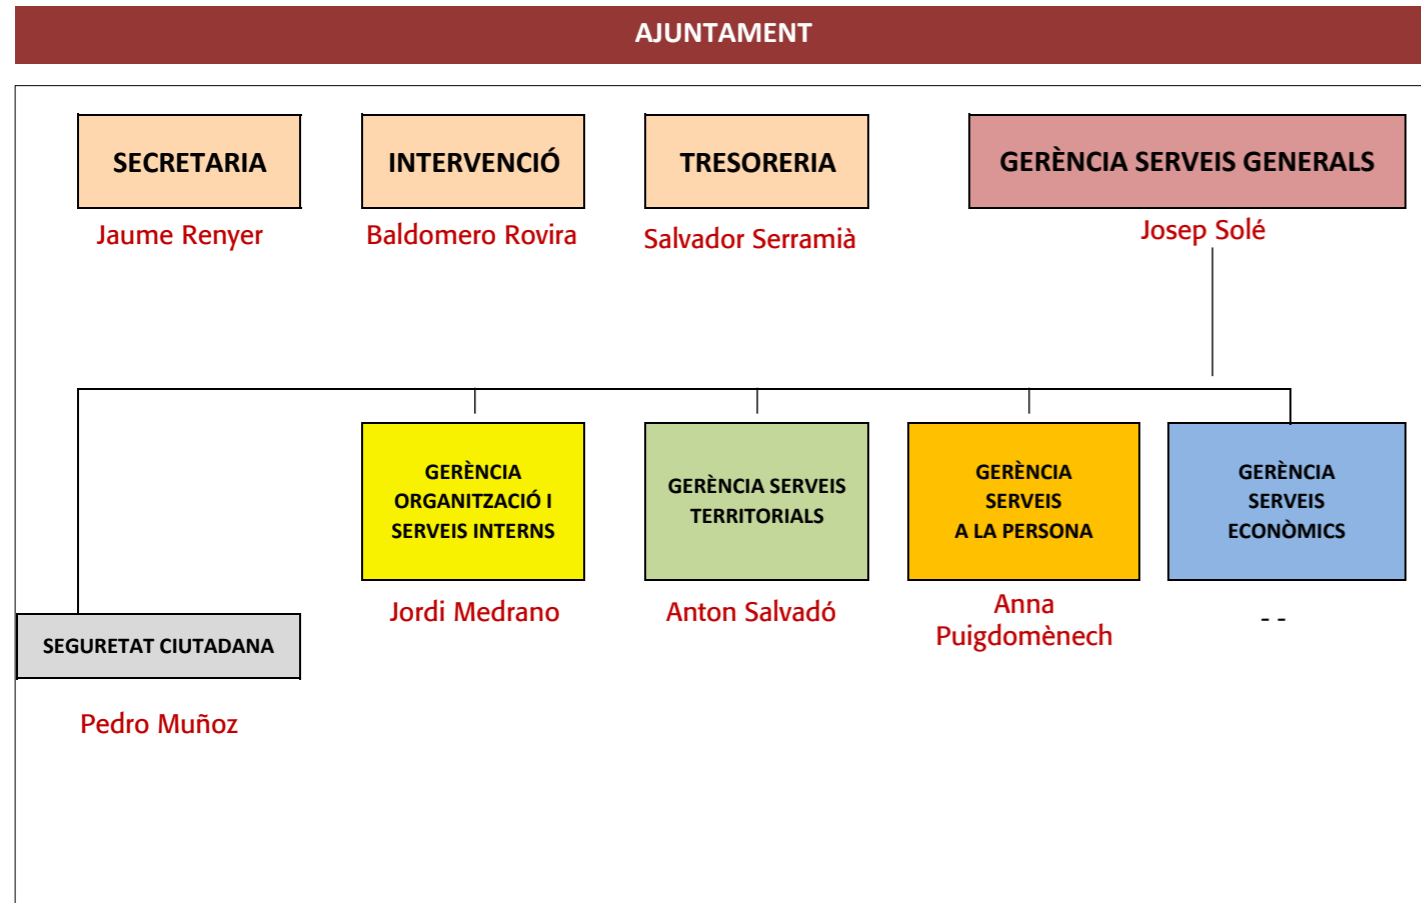 AJUNTAMENT
SECRETARIA
INTERVENCIÓ
TRESORERIA
GERÈNCIA SERVEIS GENERALS
Jaume Renyer
Baldomero Rovira
Salvador Serramià
Josep Solé
GERÈNCIA
ORGANITZACIÓ I
SERVEIS INTERNS
GERÈNCIA SERVEIS
TERRITORIALS
GERÈNCIA
SERVEIS
A LA PERSONA
GERÈNCIA
SERVEIS
ECONÒMICS
Jordi Medrano
Anton Salvadó
Anna
Puigdomènech
- -
SEGURETAT CIUTADANA
Pedro Muñoz